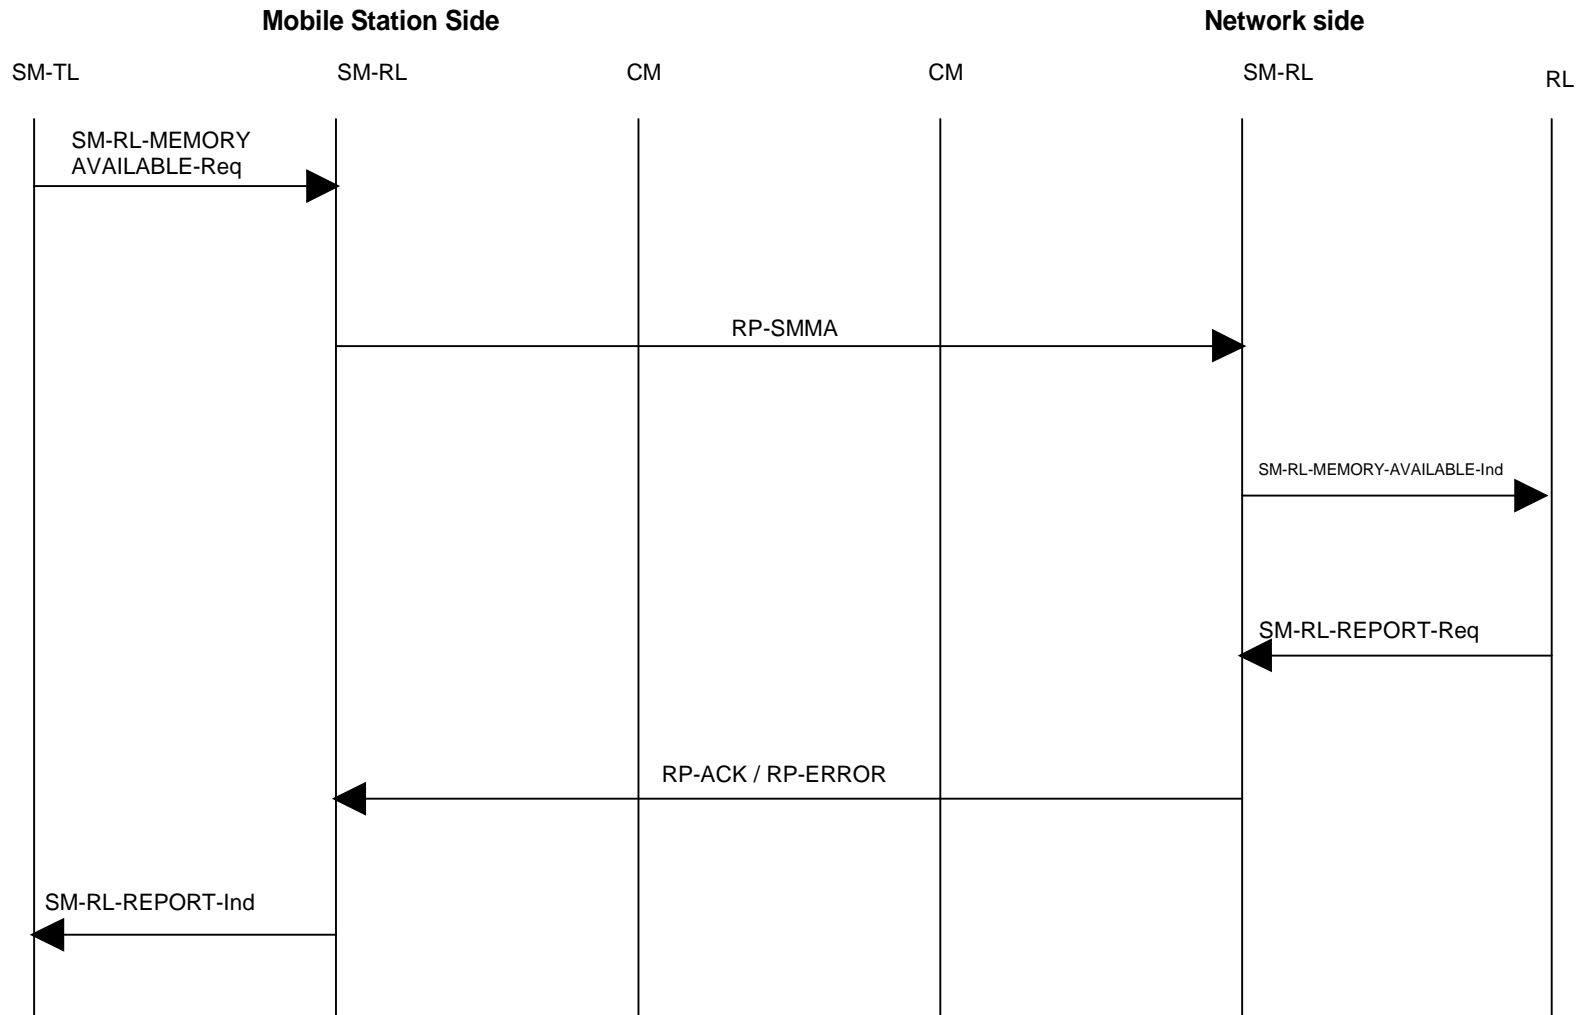 Mobile Station Side
Network side
SM-TL
SM-RL
CM
CM
SM-RL
RL
SM-RL-MEMORY
AVAILABLE-Req
RP-SMMA
SM-RL-MEMORY-AVAILABLE-Ind
SM-RL-REPORT-Req
RP-ACK / RP-ERROR
SM-RL-REPORT-Ind